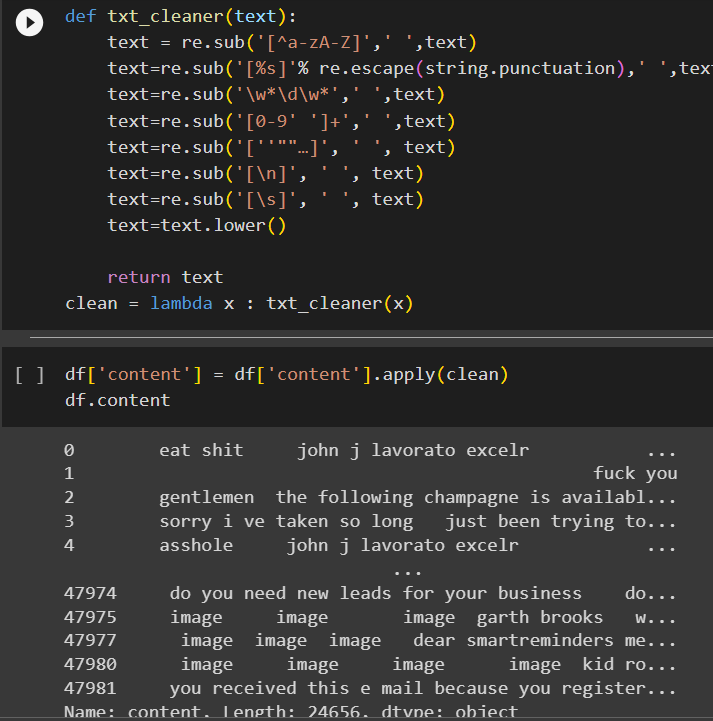 def txt_cleaner(text):
text = re.sub('[^a-zA-Z]',' ',text)
text=re.sub('[%s]'% re.escape(string.punctuation),' ',tex
text=re.sub('\w*\d\w*',' ',text)
text=re.sub('[0-9' ']+',' ',text)
text=re.sub('[''""…]', ' ', text)
text=re.sub('[\n]', ' ', text)
text=re.sub('[\s]', ' ', text)
text=text.lower()
return text
clean = lambda x : txt_cleaner(x)
[ ] df['content'] = df['content'].apply(clean)
df.content
0 eat shit john j lavorato excelr ...
1 fuck you
2 gentlemen the following champagne is availabl...
3 sorry i ve taken so long just been trying to...
4 asshole john j lavorato excelr ...
...
47974 do you need new leads for your business do...
47975 image image image garth brooks w...
47977 image image image dear smartreminders me...
47980 image image image image kid ro...
47981 you received this e mail because you register...
Name: content, Length: 24656, dtype: object